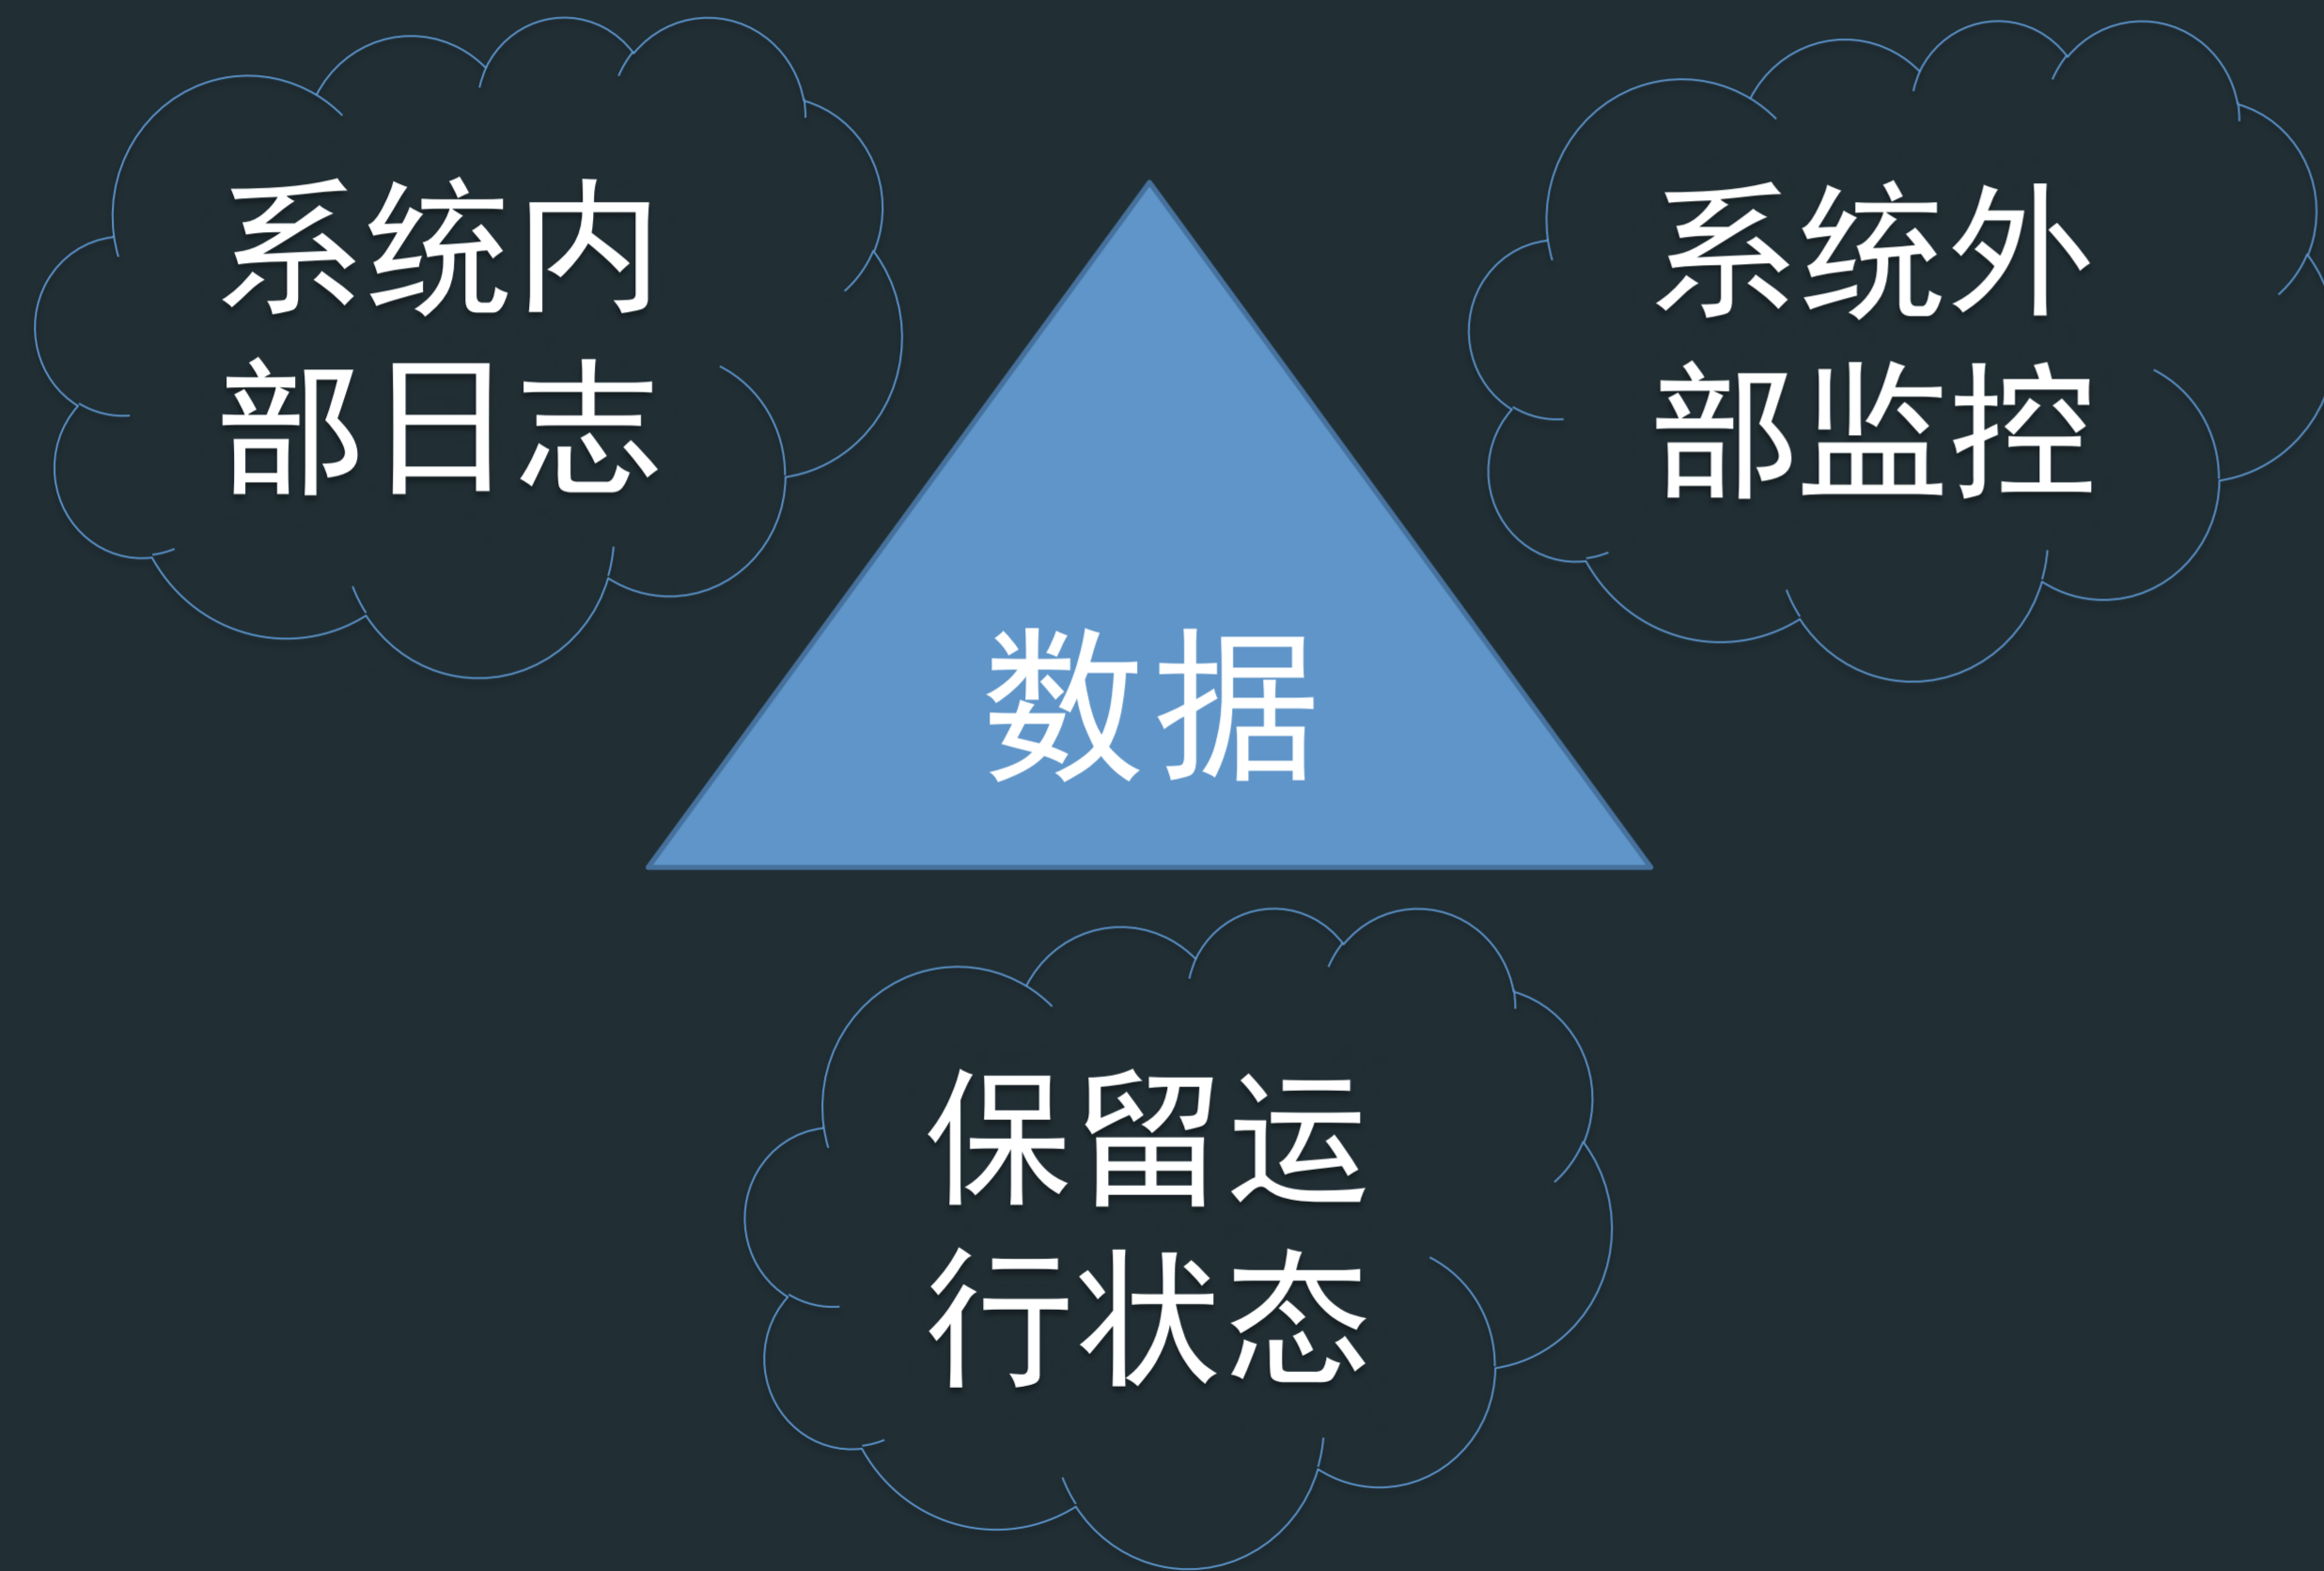 系统内
部日志
系统外
部监控
数据
保留运
行状态